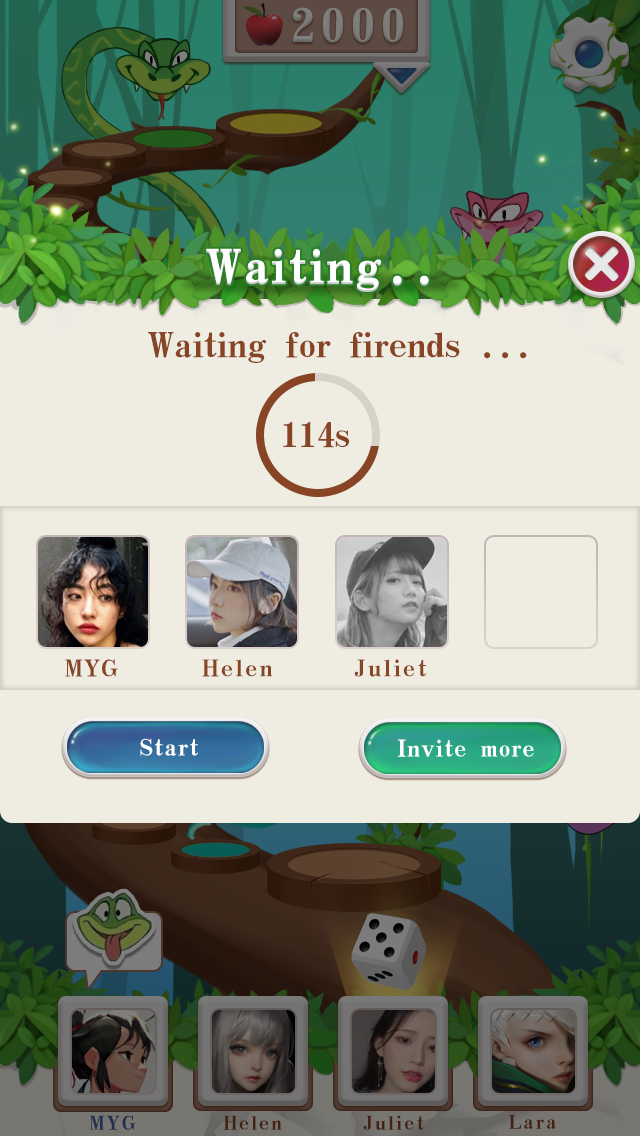 2000
Waiting..
Waiting for firends ...
114s
MYG
Helen
Juliet
Start
Invite more
MYG
Helen
Juliet
Lara